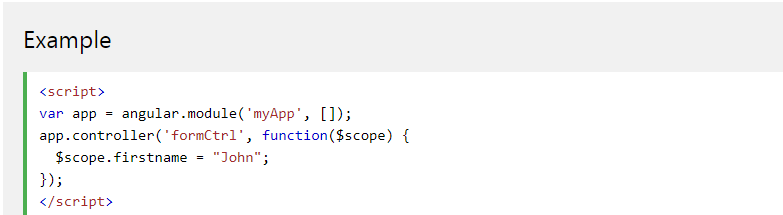 Example
<script>
var app = angular.module('myApp', []);
app.controller('formCtrl', function($scope) {
  $scope.firstname = "John";
});
</script>